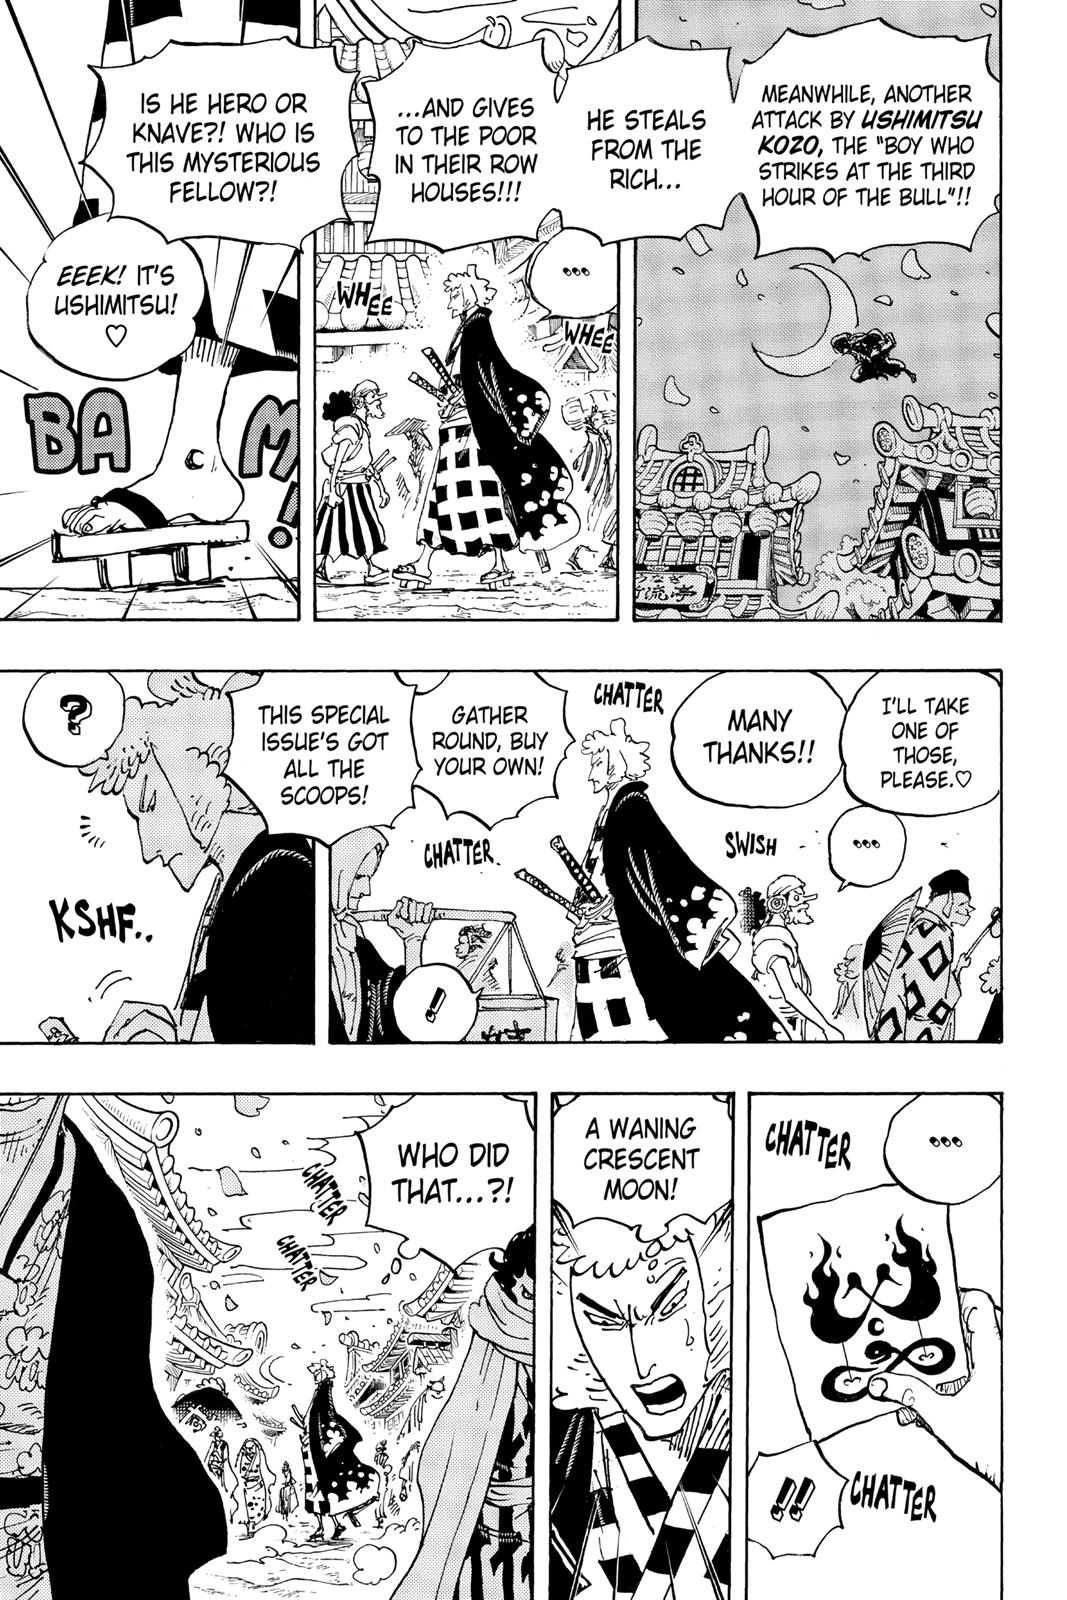 MEANWHILE, ANOTHER
ATTACK BY USHIMITSU
KOZO, THE "BOY WHO
STRIKES AT THE THIRD
HOUR OF THE BULL"!!
HE STEALS
FROM THE
RICH...
...AND GIVES
TO THE POOR
IN THEIR ROW
HOUSES!!!
IS HE HERO OR
KNAVE?! WHO IS
THIS MYSTERIOUS
FELLOW?!
...
WHEE
WHEE
EEEK! IT'S
USHIMITSU!
♡
BAM!
I'LL TAKE
ONE OF
THOSE,
PLEASE.♡
MANY
THANKS!!
...
SWISH
CHATTER
GATHER
ROUND, BUY
YOUR OWN!
THIS SPECIAL
ISSUE'S GOT
ALL THE
SCOOPS!
CHATTER
!!
?
KSHF..
...
CHATTER
!!
CHATTER
A WANING
CRESCENT
MOON!
WHO DID
THAT...?!
CHATTER
CHATTER